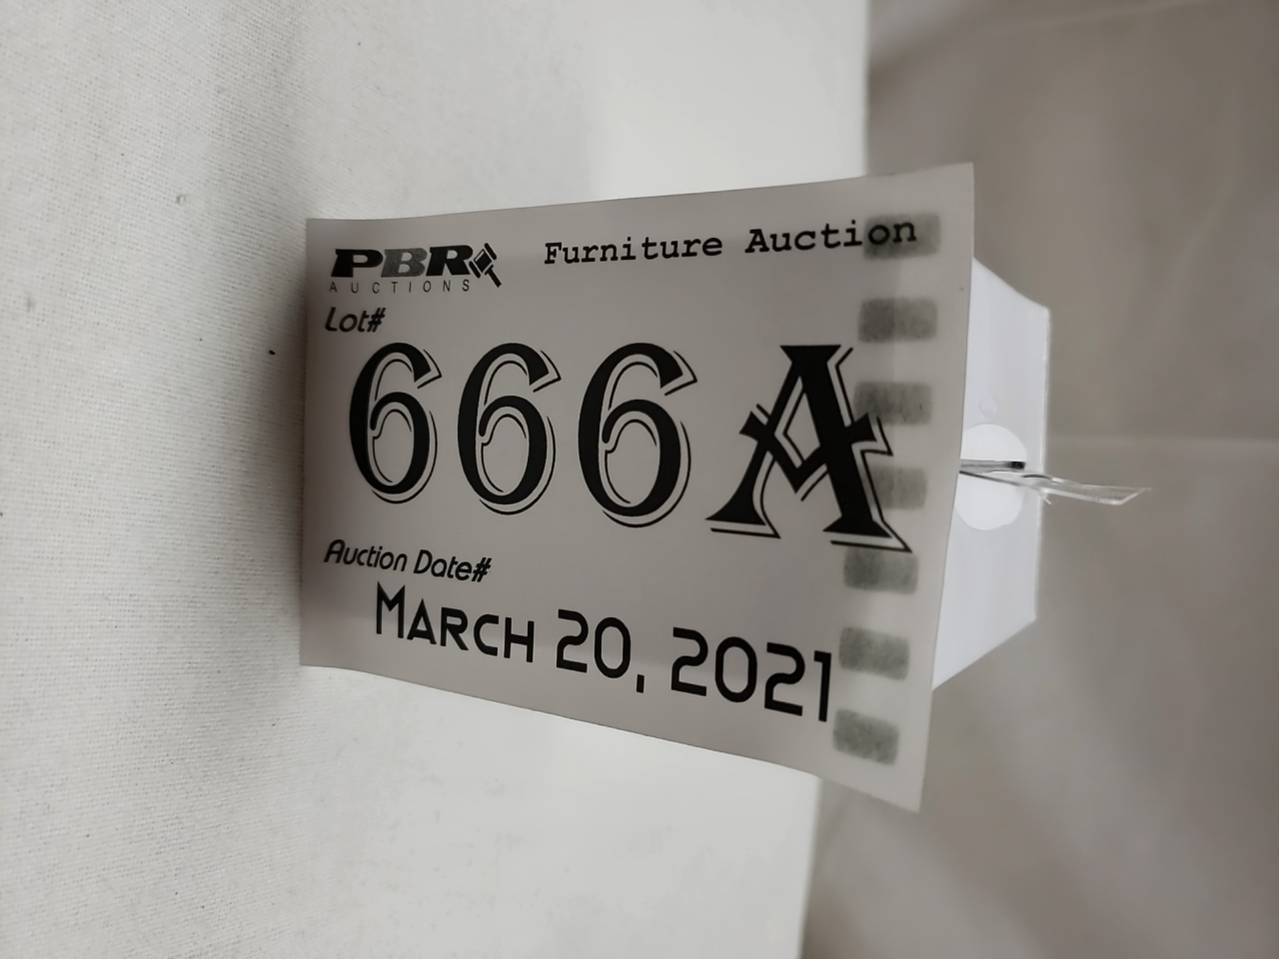 PBR
AUCTIONS
Furniture Auction
Lot#
666A
Auction Date#
MARCH 20, 2021